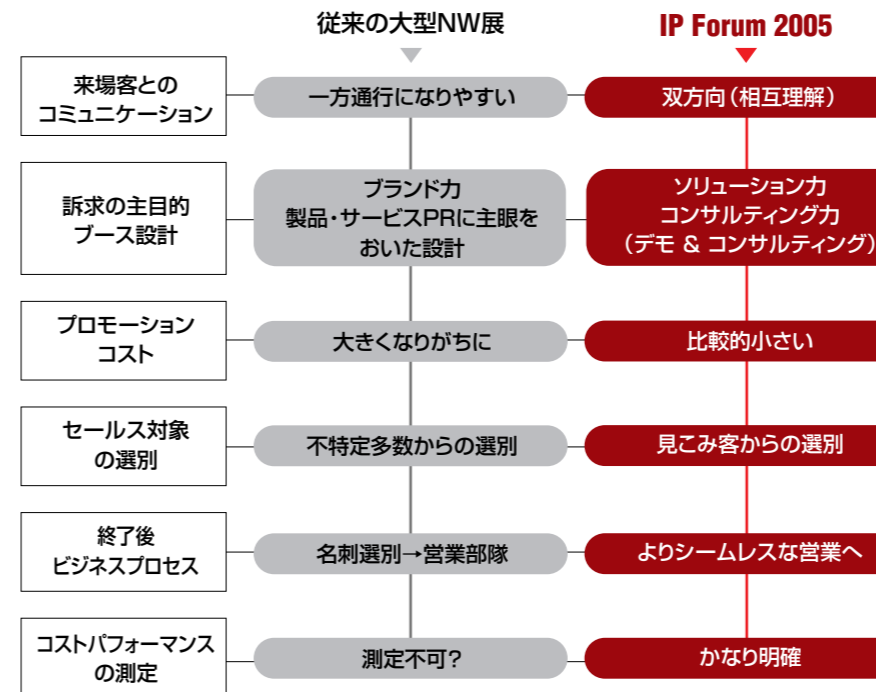 従来の大型NW展
IP Forum 2005
来場客との
コミュニケーション
一方通行になりやすい
双方向（相互理解）
訴求の主目的
ブース設計
ブランド力
製品・サービスPRに主眼を
おいた設計
ソリューション力
コンサルティング力
（デモ & コンサルティング）
プロモーション
コスト
大きくなりがちに
比較的小さい
セールス対象
の選別
不特定多数からの選別
見こみ客からの選別
終了後
ビジネスプロセス
名刺選別→営業部隊
よりシームレスな営業へ
コストパフォーマンス
の測定
測定不可?
かなり明確